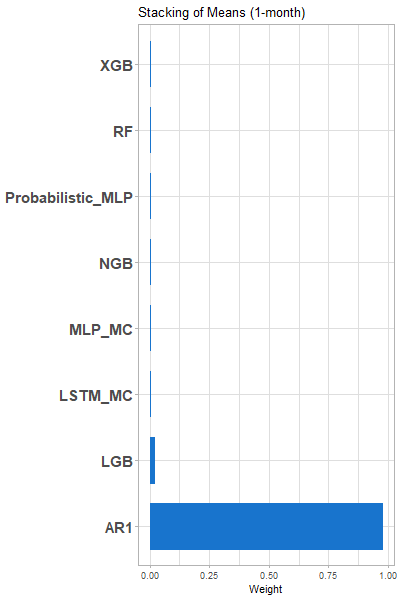 Stacking of Means (1-month)
XGB
RF
Probabilistic_MLP
NGB
MLP_MC
LSTM_MC
LGB
AR1
0.00 0.25 0.50 0.75 1.00
Weight